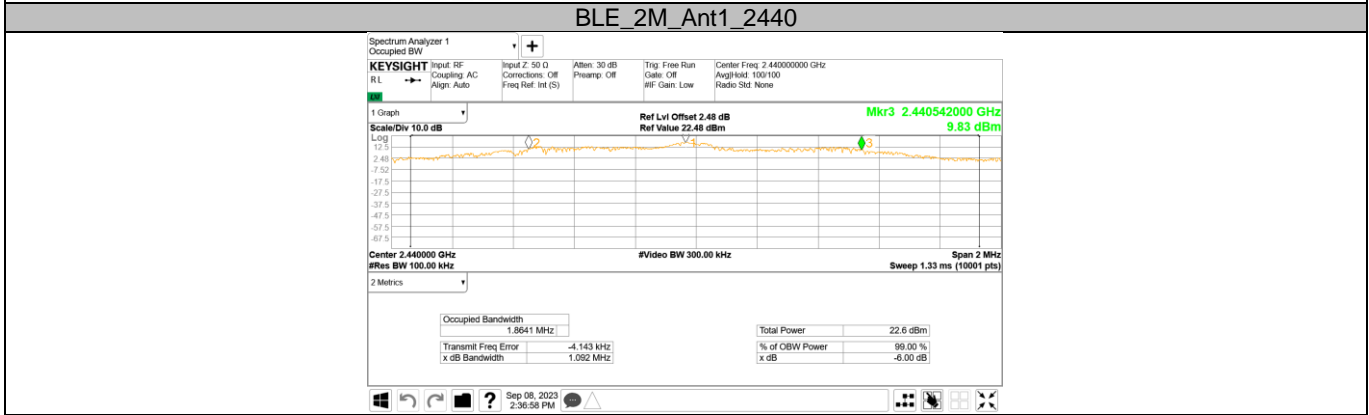 BLE_2M_Ant1_2440
Spectrum Analyzer 1
Occupied BW
+
KEYSIGHT
RL
Input: RF
Coupling: AC
Align: Auto
Input Z: 50 Ω
Corrections: Off
Freq Ref: Int (S)
Atten: 30 dB
Preamp: Off
Trig: Free Run
Gate: Off
#IF Gain: Low
Center Freq: 2.440000000 GHz
Avg|Hold: 100/100
Radio Std: None
1 Graph
Scale/Div 10.0 dB
Ref Lvl Offset 2.48 dB
Ref Value 22.48 dBm
Mkr3 2.440542000 GHz
9.83 dBm
Log
12.5
2.48
-7.52
-17.5
-27.5
-37.5
-47.5
-57.5
-67.5
2
1
3
Center 2.440000 GHz
#Res BW 100.00 kHz
#Video BW 300.00 kHz
Span 2 MHz
Sweep 1.33 ms (10001 pts)
2 Metrics
Occupied Bandwidth
1.8641 MHz
Transmit Freq Error -4.143 kHz
x dB Bandwidth 1.092 MHz
Total Power 22.6 dBm
% of OBW Power 99.00 %
x dB -6.00 dB
?
Sep 08, 2023
2:36:58 PM